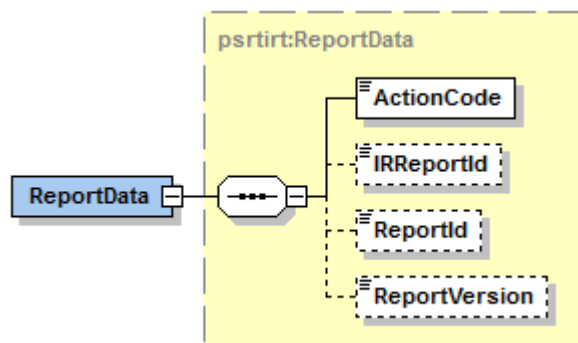 psrtirt:ReportData
ActionCode
IRReportId
ReportData
ReportId
ReportVersion